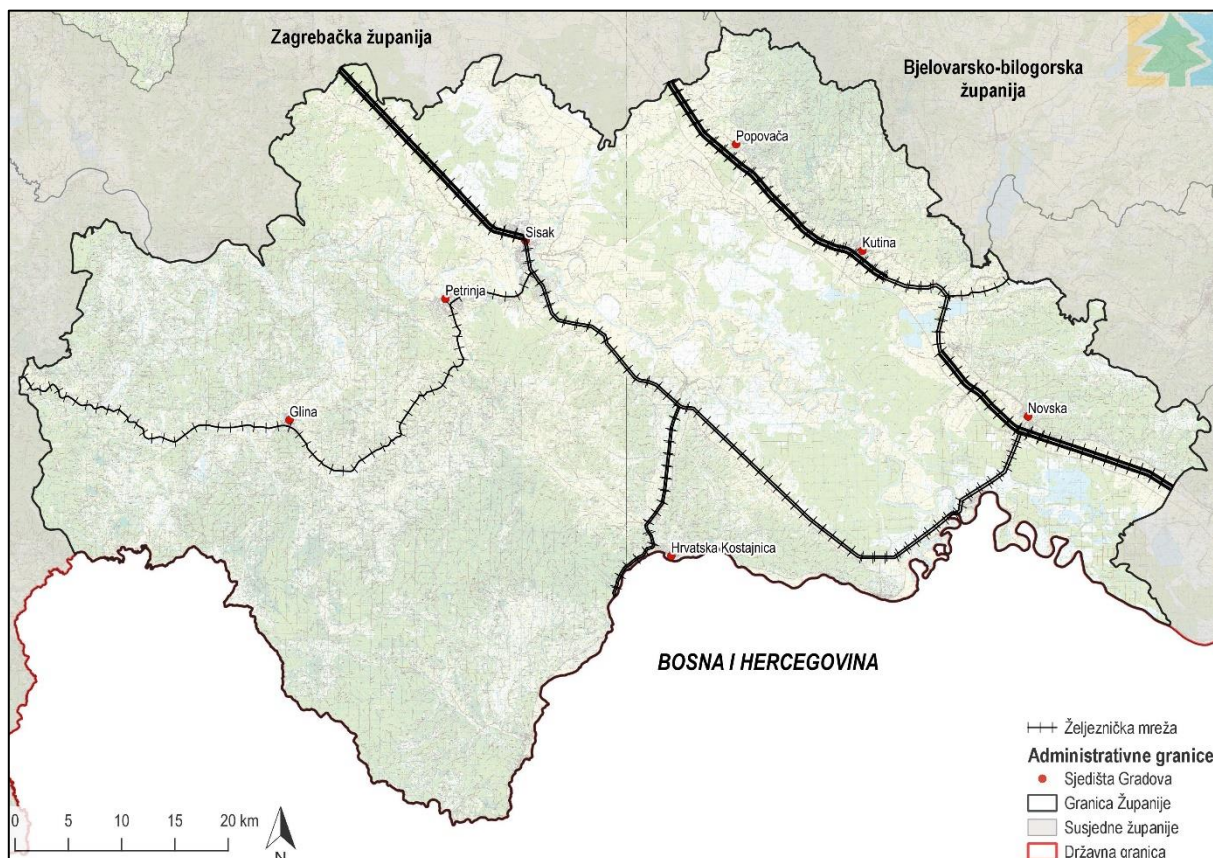 Zagrebačka županija
Bjelovarsko-bilogorska
županija
Popovača
Sisak
Kutina
Petrinja
Glina
Novska
Hrvatska Kostajnica
BOSNA I HERCEGOVINA
Željeznička mreža
Administrativne granice
Sjedišta Gradova
Granica Županije
Susjedne županije
Državna granica
0 5 10 15 20 km
N